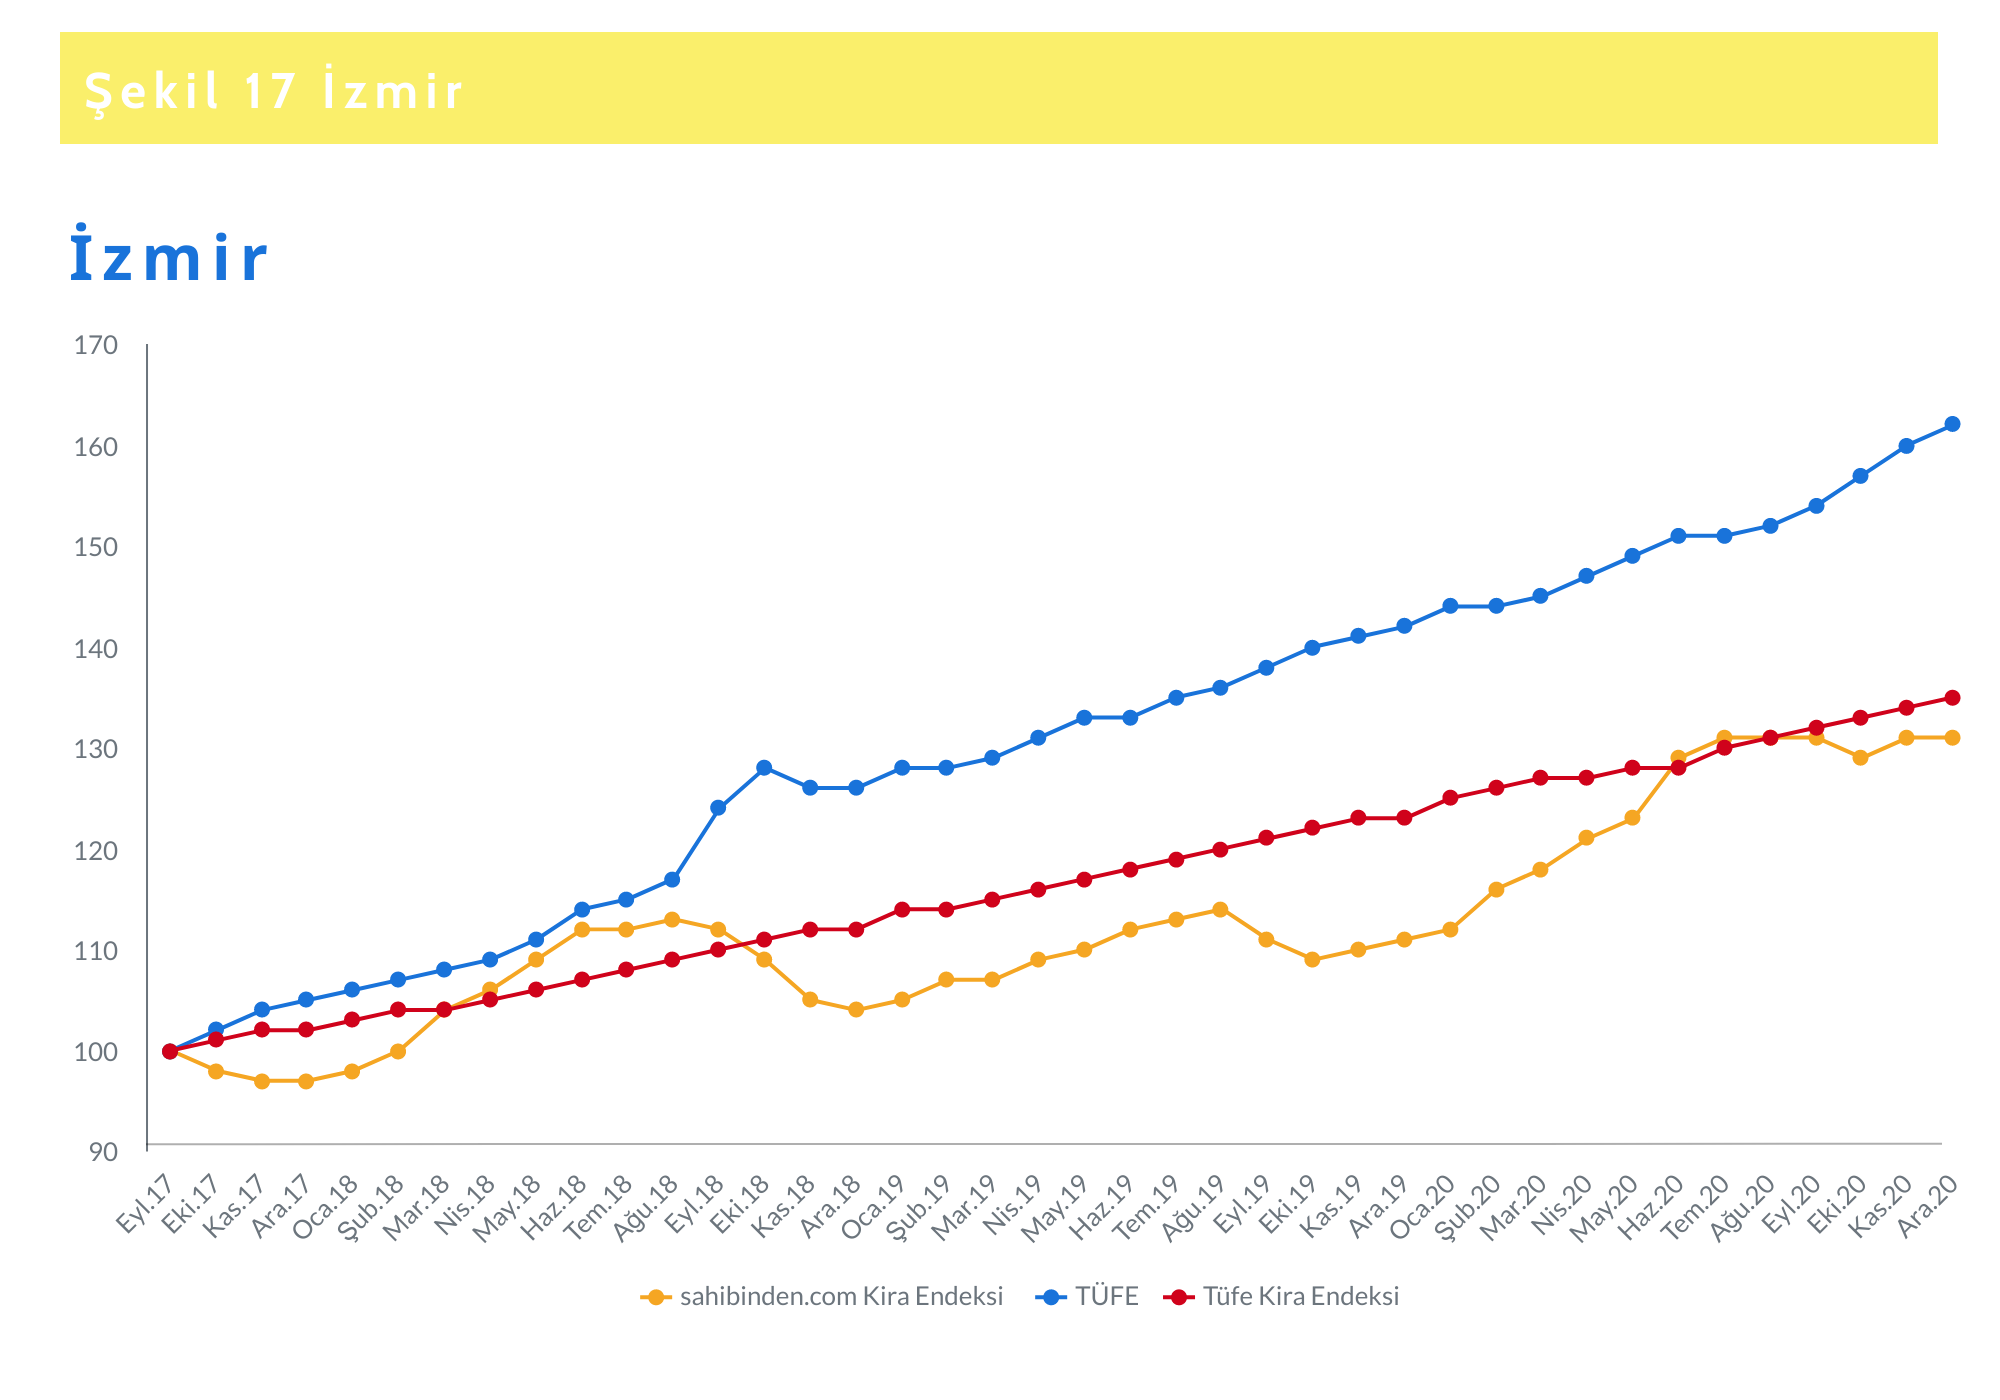 Şekil 17 İzmir
İzmir
170
160
150
140
130
120
110
100
90
Eyl.17
Eki.17
Kas.17
Ara.17
Oca.18
Şub.18
Mar.18
Nis.18
May.18
Haz.18
Tem.18
Ağu.18
Eyl.18
Eki.18
Kas.18
Ara.18
Oca.19
Şub.19
Mar.19
Nis.19
May.19
Haz.19
Tem.19
Ağu.19
Eyl.19
Eki.19
Kas.19
Ara.19
Oca.20
Şub.20
Mar.20
Nis.20
May.20
Haz.20
Tem.20
Ağu.20
Eyl.20
Eki.20
Kas.20
Ara.20
sahibinden.com Kira Endeksi TÜFE Tüfe Kira Endeksi